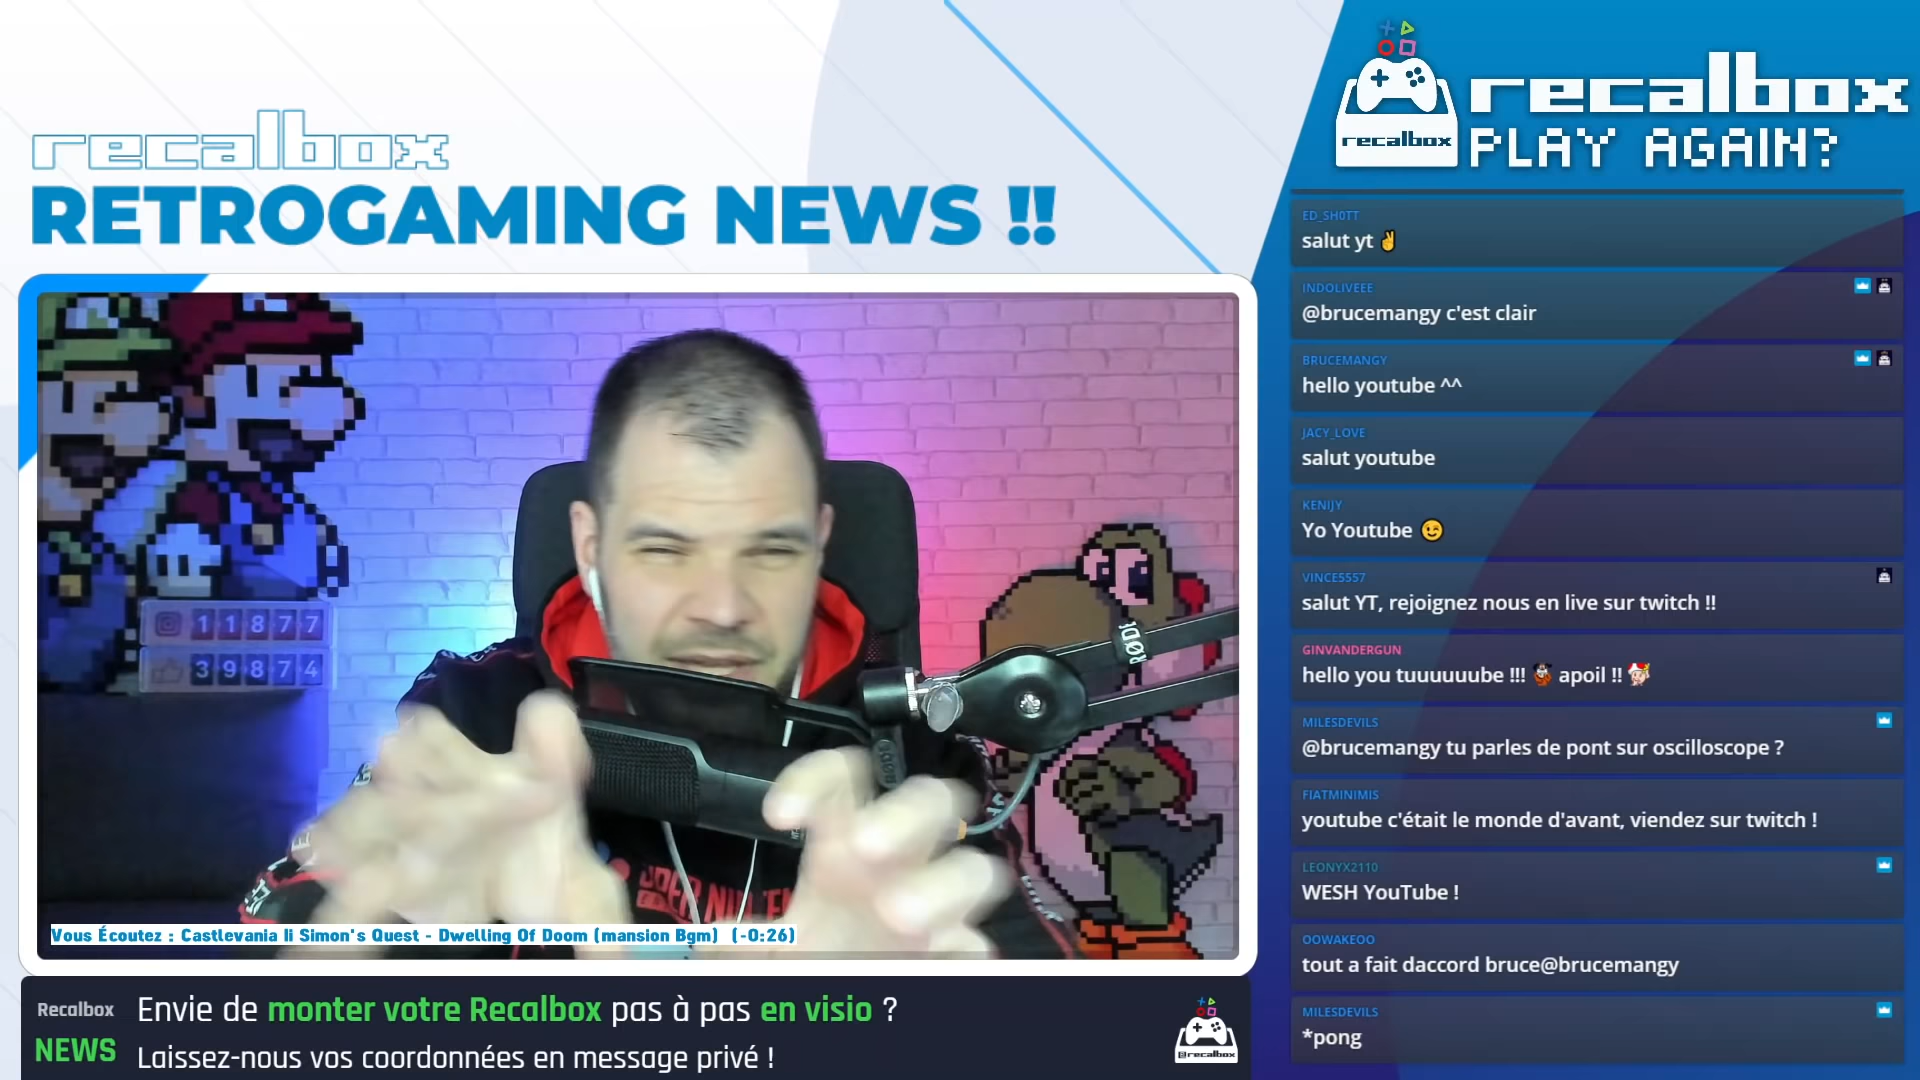 recalbox
RETROGAMING NEWS !!
11877
39874
RØDE
Vous Écoutez : Castlevania Ii Simon's Quest - Dwelling Of Doom (mansion Bgm) (-0:26)
Recalbox
NEWS
Envie de monter votre Recalbox pas à pas en visio ?
Laissez-nous vos coordonnées en message privé !
@recalbox
recalbox
recalbox
PLAY AGAIN?
ED_SH0TT
salut yt ✌
INDOLIVEEE
@brucemangy c'est clair
BRUCEMANGY
hello youtube ^^
JACY_LOVE
salut youtube
KENIJY
Yo Youtube 😉
VINCE5557
salut YT, rejoignez nous en live sur twitch !!
GINVANDERGUN
hello you tuuuuuube !!! apoil !!
MILESDEVILS
@brucemangy tu parles de pont sur oscilloscope ?
FIATMINIMIS
youtube c'était le monde d'avant, viendez sur twitch !
LEONYX2110
WESH YouTube !
OOWAKEOO
tout a fait daccord bruce@brucemangy
MILESDEVILS
*pong